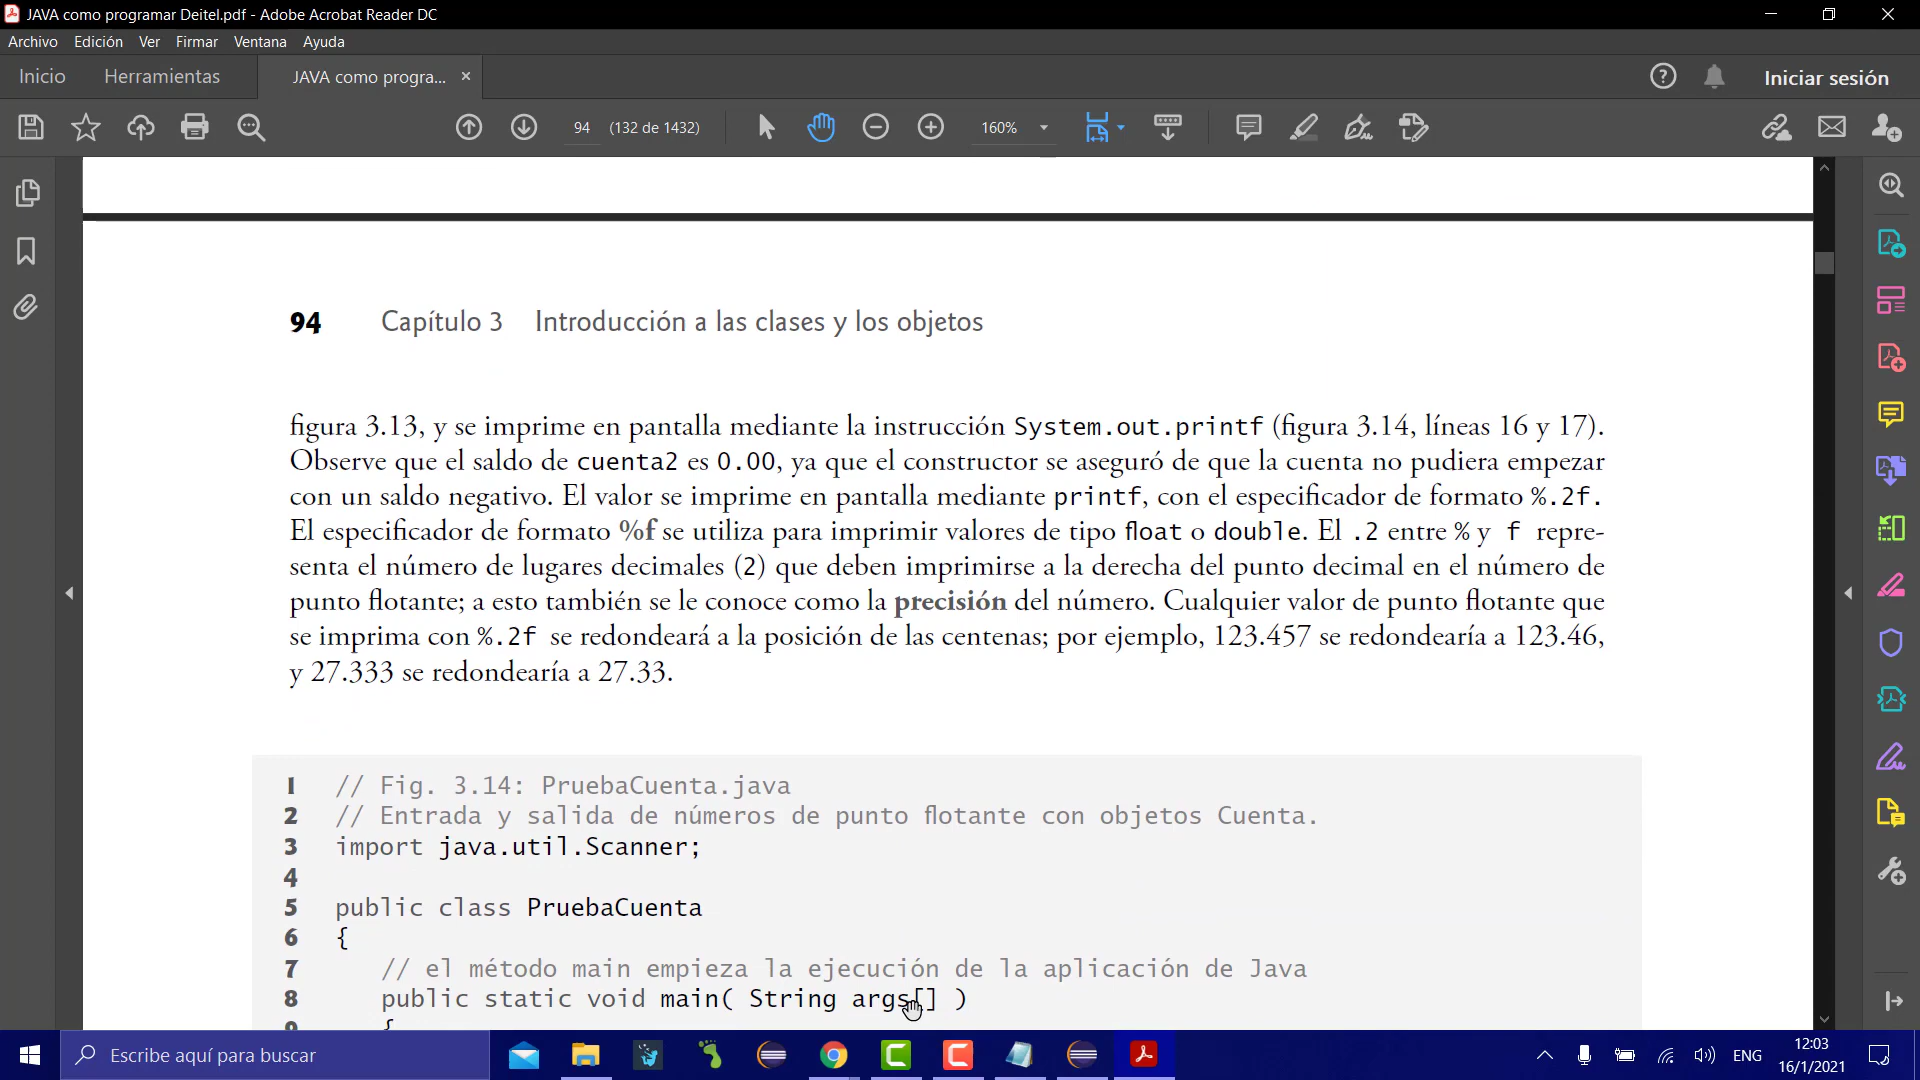 JAVA como programar Deitel.pdf - Adobe Acrobat Reader DC
Archivo Edición Ver Firmar Ventana Ayuda
Inicio Herramientas JAVA como progra... × Iniciar sesión
94 (132 de 1432) 160%
94 Capítulo 3 Introducción a las clases y los objetos
figura 3.13, y se imprime en pantalla mediante la instrucción System.out.printf (figura 3.14, líneas 16 y 17).
Observe que el saldo de cuenta2 es 0.00, ya que el constructor se aseguró de que la cuenta no pudiera empezar
con un saldo negativo. El valor se imprime en pantalla mediante printf, con el especificador de formato %.2f.
El especificador de formato %f se utiliza para imprimir valores de tipo float o double. El .2 entre % y f repre-
senta el número de lugares decimales (2) que deben imprimirse a la derecha del punto decimal en el número de
punto flotante; a esto también se le conoce como la precisión del número. Cualquier valor de punto flotante que
se imprima con %.2f se redondeará a la posición de las centenas; por ejemplo, 123.457 se redondearía a 123.46,
y 27.333 se redondearía a 27.33.
1 // Fig. 3.14: PruebaCuenta.java
2 // Entrada y salida de números de punto flotante con objetos Cuenta.
3 import java.util.Scanner;
4
5 public class PruebaCuenta
6 {
7 // el método main empieza la ejecución de la aplicación de Java
8 public static void main( String args[] )
9 {
Escribe aquí para buscar
ENG
12:03
16/1/2021